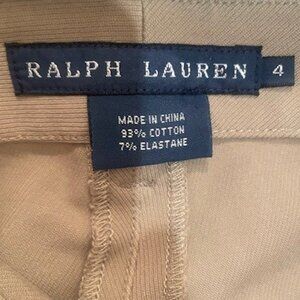 RALPH LAUREN 4
MADE IN CHINA
93% COTTON
7% ELASTANE